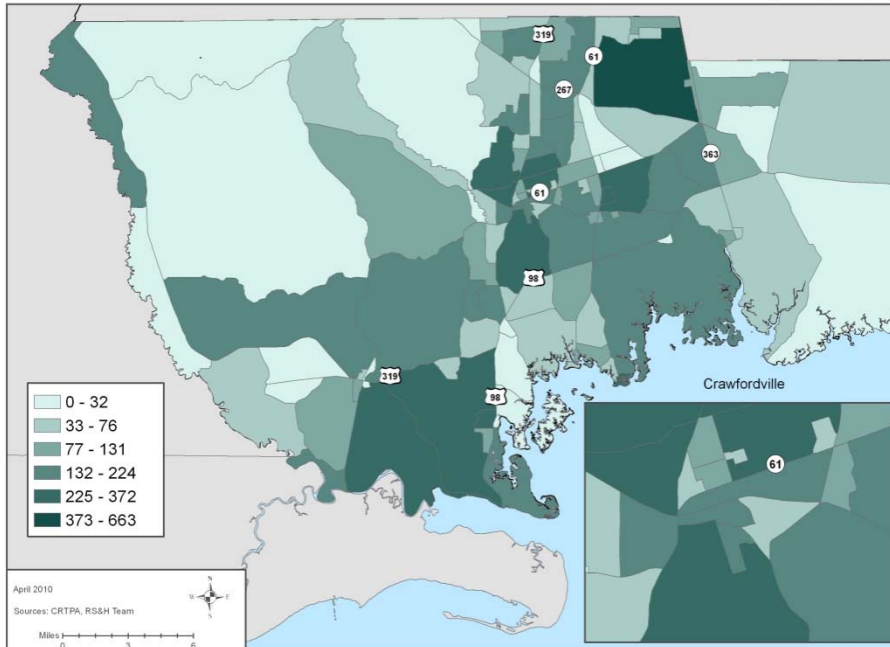 319
61
267
363
61
98
319
98
Crawfordville
0 - 32
33 - 76
77 - 131
132 - 224
225 - 372
373 - 663
61
April 2010
N
W E
S
Sources: CRTPA, RS&H Team
Miles
0 3 6